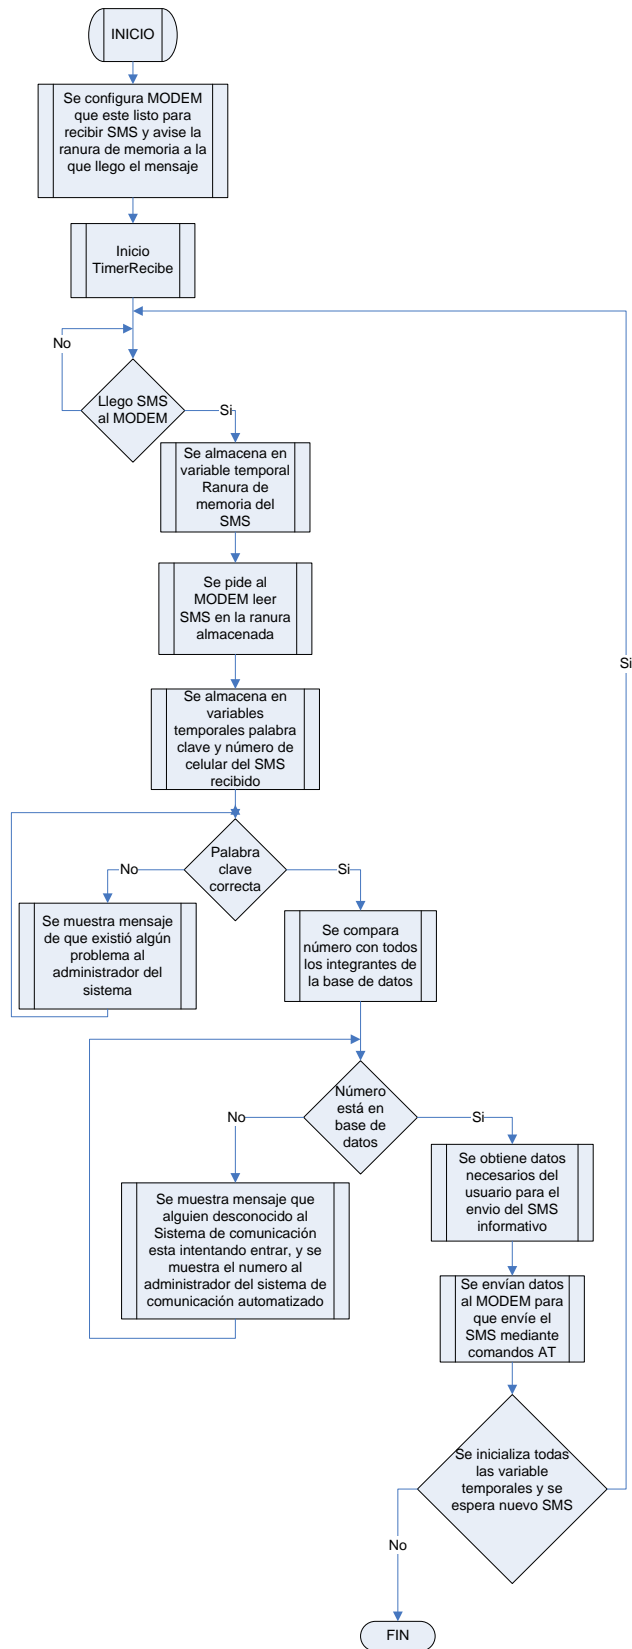 INICIO
Se configura MODEM
que este listo para
recibir SMS y avise la
ranura de memoria a la
que llego el mensaje
Inicio
TimerRecibe
No
Llego SMS
al MODEM
Si
Se almacena en
variable temporal
Ranura de
memoria del
SMS
Se pide al
MODEM leer
SMS en la ranura
almacenada
Si
Se almacena en
variables
temporales palabra
clave y número de
celular del SMS
recibido
Palabra
clave
correcta
No
Si
Se muestra mensaje
de que existió algún
problema al
administrador del
sistema
Se compara
número con todos
los integrantes de
la base de datos
Número
está en
base de
datos
No
Si
Se muestra mensaje que
alguien desconocido al
Sistema de comunicación
esta intentando entrar, y se
muestra el numero al
administrador del sistema de
comunicación automatizado
Se obtiene datos
necesarios del
usuario para el
envio del SMS
informativo
Se envían datos
al MODEM para
que envíe el
SMS mediante
comandos AT
Se inicializa todas
las variable
temporales y se
espera nuevo SMS
No
FIN